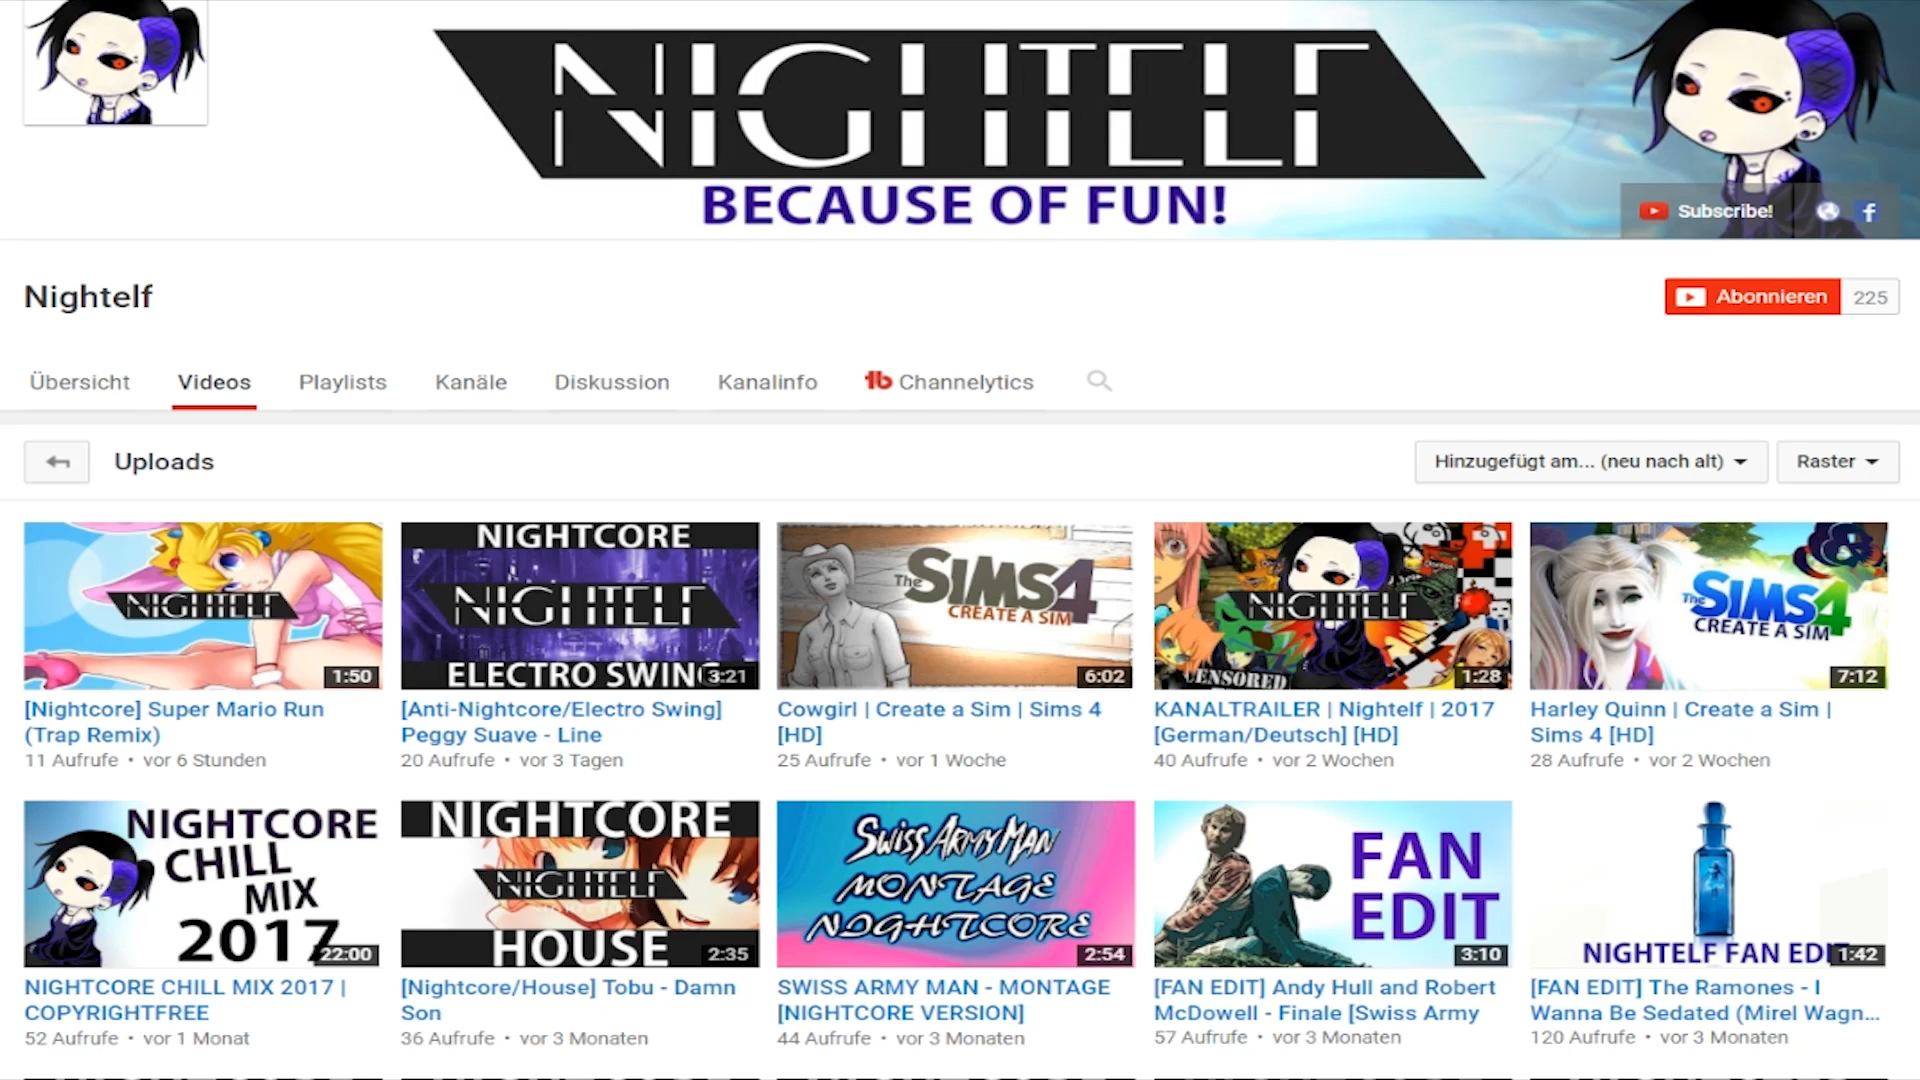 NIGHTELF
BECAUSE OF FUN!
Subscribe!
Nightelf
Abonnieren 225
Übersicht Videos Playlists Kanäle Diskussion Kanalinfo Channelytics
Uploads
Hinzugefügt am... (neu nach alt) Raster
NIGHTELF
1:50
NIGHTCORE
NIGHTELF
ELECTRO SWING
3:21
The SIMS 4
CREATE A SIM
6:02
NIGHTELF
CENSORED
1:28
The SIMS 4
CREATE A SIM
7:12
[Nightcore] Super Mario Run
(Trap Remix)
11 Aufrufe • vor 6 Stunden
[Anti-Nightcore/Electro Swing]
Peggy Suave - Line
20 Aufrufe • vor 3 Tagen
Cowgirl | Create a Sim | Sims 4
[HD]
25 Aufrufe • vor 1 Woche
KANALTRAILER | Nightelf | 2017
[German/Deutsch] [HD]
40 Aufrufe • vor 2 Wochen
Harley Quinn | Create a Sim |
Sims 4 [HD]
28 Aufrufe • vor 2 Wochen
NIGHTCORE
CHILL
MIX
2017
22:00
NIGHTCORE
NIGHTELF
HOUSE
2:35
SWISS ARMY MAN
MONTAGE
NIGHTCORE
2:54
FAN
EDIT
3:10
NIGHTELF FAN EDI
1:42
NIGHTCORE CHILL MIX 2017 |
COPYRIGHTFREE
52 Aufrufe • vor 1 Monat
[Nightcore/House] Tobu - Damn
Son
36 Aufrufe • vor 3 Monaten
SWISS ARMY MAN - MONTAGE
[NIGHTCORE VERSION]
44 Aufrufe • vor 3 Monaten
[FAN EDIT] Andy Hull and Robert
McDowell - Finale [Swiss Army
57 Aufrufe • vor 3 Monaten
[FAN EDIT] The Ramones - I
Wanna Be Sedated (Mirel Wagn...
120 Aufrufe • vor 3 Monaten